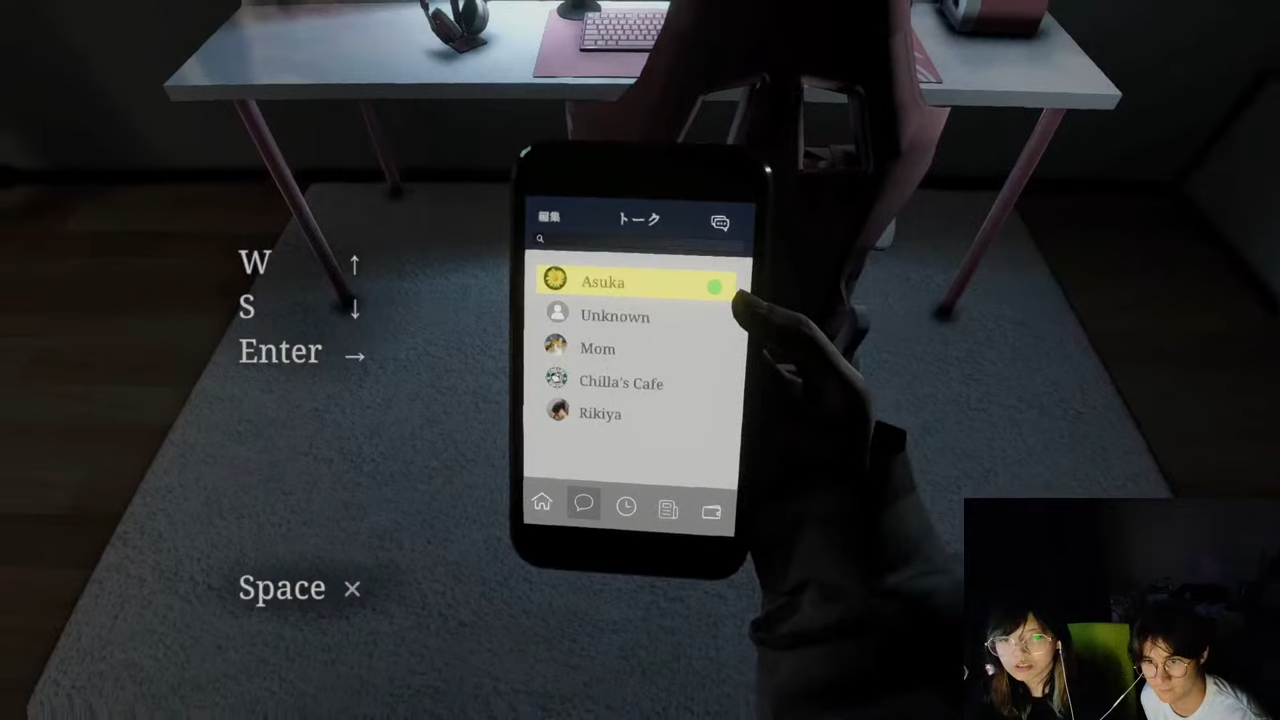 編集 トーク
Asuka
Unknown
Mom
Chilla's Cafe
Rikiya
W ↑
S ↓
Enter →
Space ×